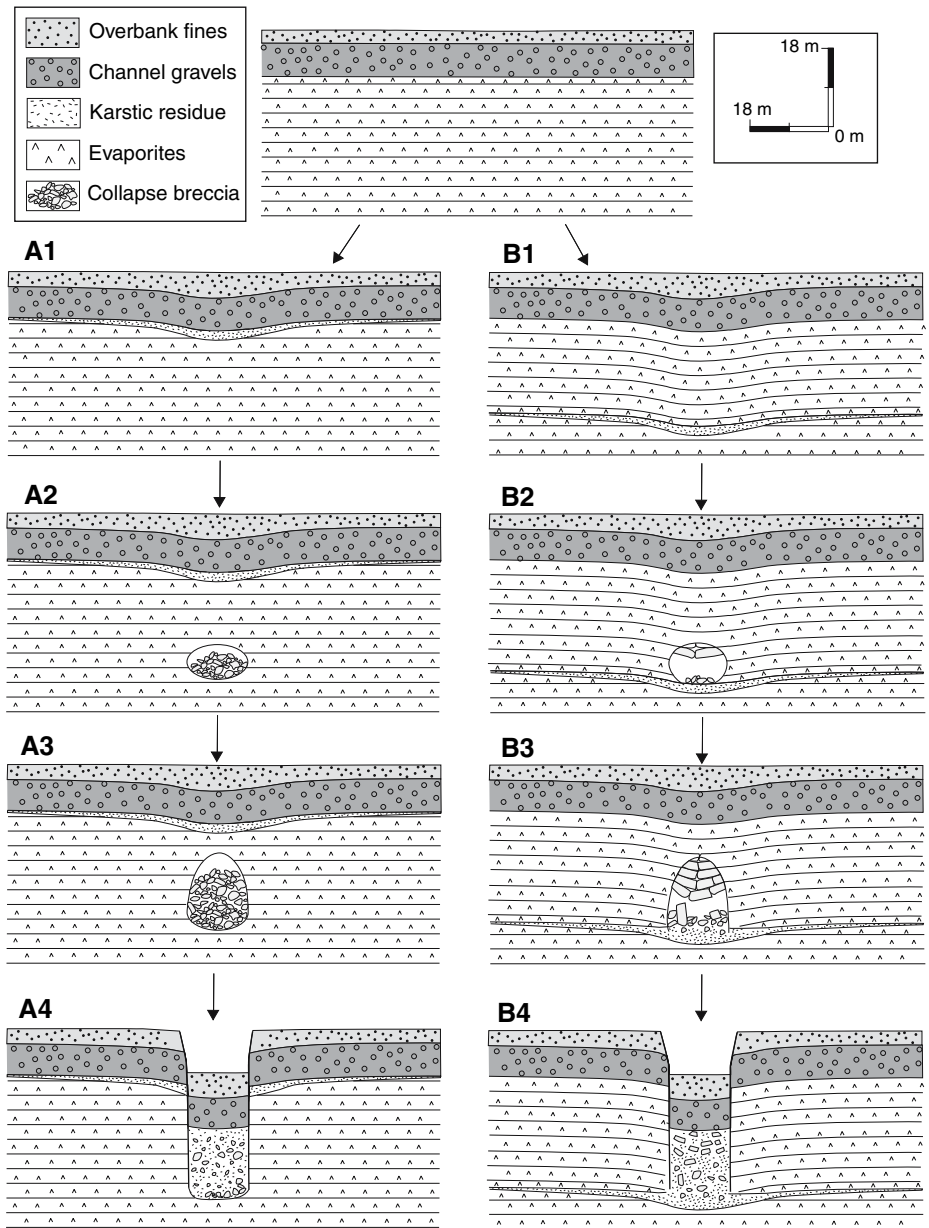 Overbank fines
Channel gravels
Karstic residue
Evaporites
Collapse breccia
18 m
18 m
0 m
A1
B1
A2
B2
A3
B3
A4
B4